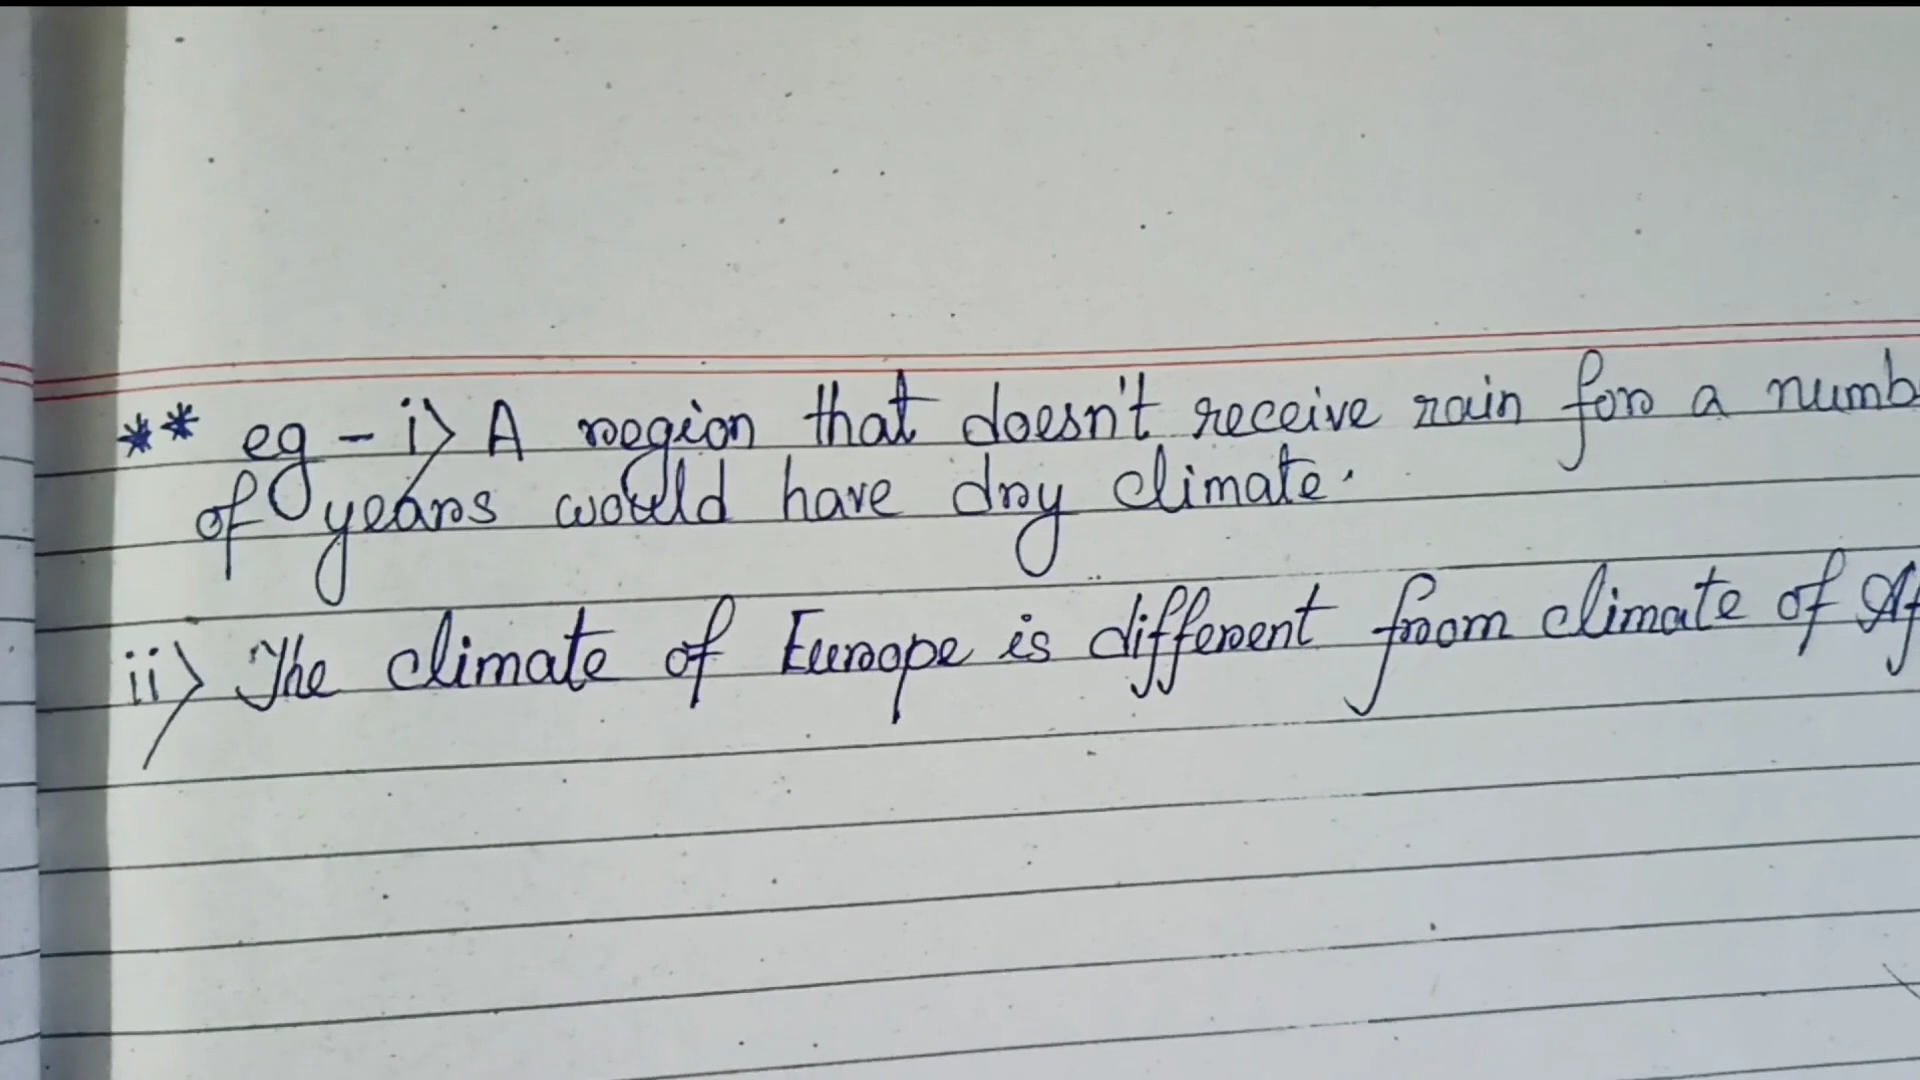 ** eg - i) A region that doesn't receive rain for a numb
of years would have dry climate.
ii) The climate of Europe is different from climate of Af